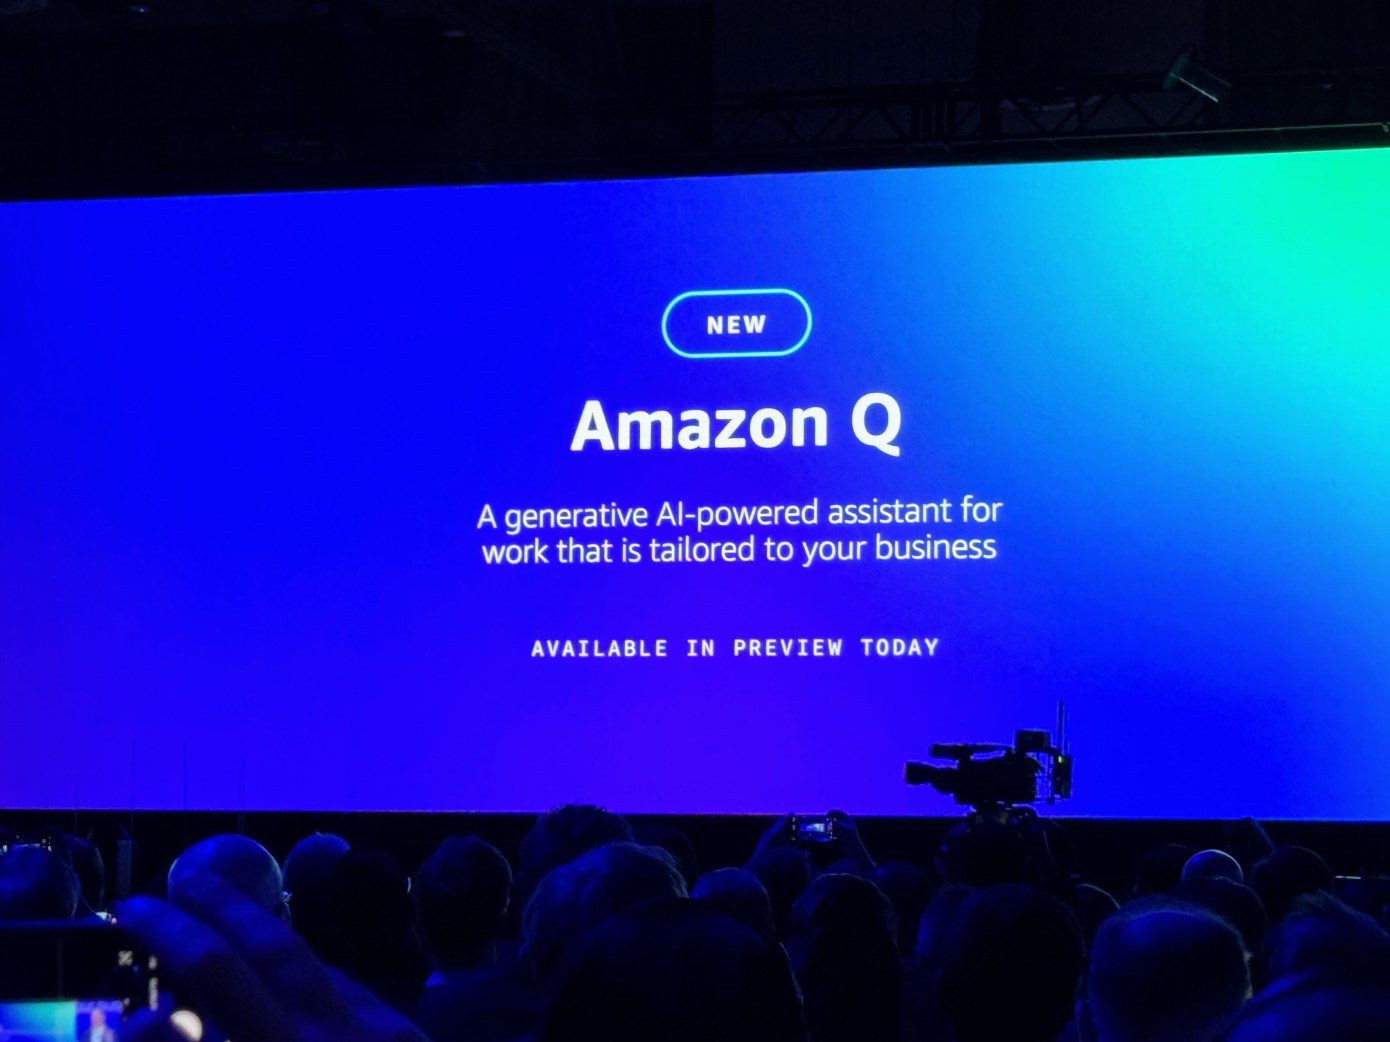 NEW
Amazon Q
A generative AI-powered assistant for
work that is tailored to your business
AVAILABLE IN PREVIEW TODAY